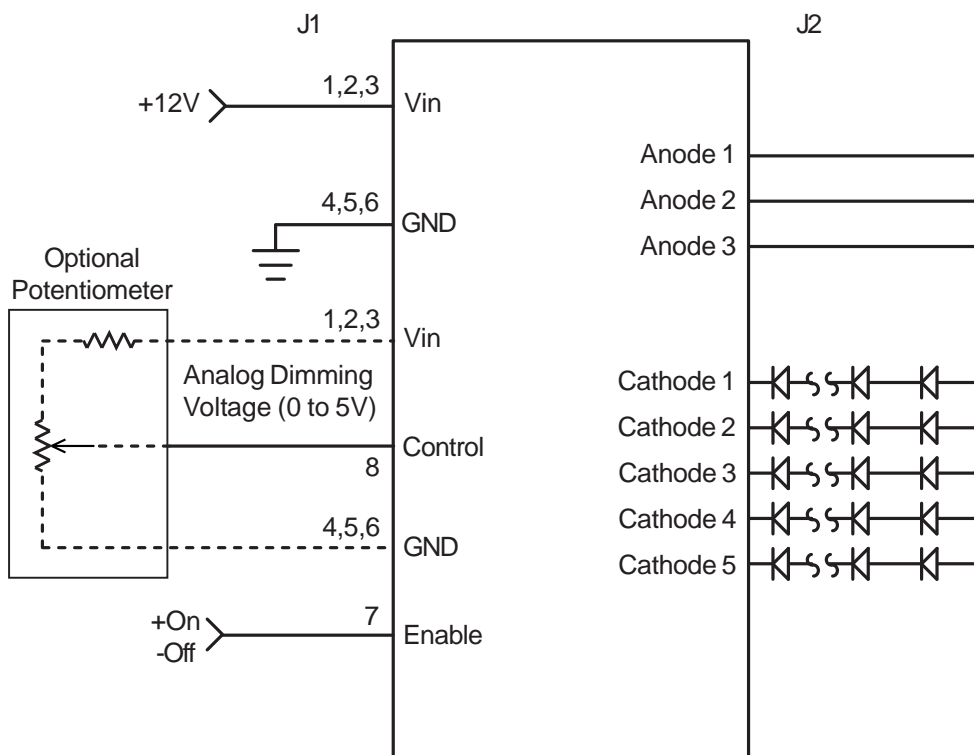 J1
J2
+12V
1,2,3
Vin
Anode 1
Anode 2
Anode 3
4,5,6
GND
Optional
Potentiometer
1,2,3
Vin
Analog Dimming
Voltage (0 to 5V)
Control
8
4,5,6
GND
Cathode 1
Cathode 2
Cathode 3
Cathode 4
Cathode 5
+On
-Off
7
Enable